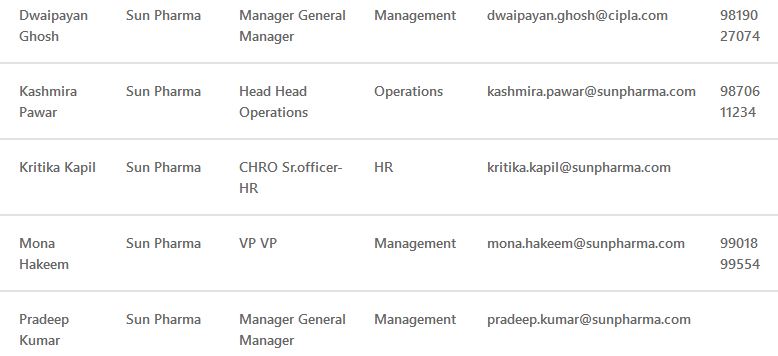 Dwaipayan Sun Pharma Manager General Management dwaipayan.ghosh@cipla.com 98190
Ghosh Manager 27074
Kashmira Sun Pharma Head Head Operations kashmira.pawar@sunpharma.com 98706
Pawar Operations 11234
Kritika Kapil Sun Pharma CHRO Sr.officer- HR kritika.kapil@sunpharma.com
HR
Mona Sun Pharma VP VP Management mona.hakeem@sunpharma.com 99018
Hakeem 99554
Pradeep Sun Pharma Manager General Management pradeep.kumar@sunpharma.com
Kumar Manager